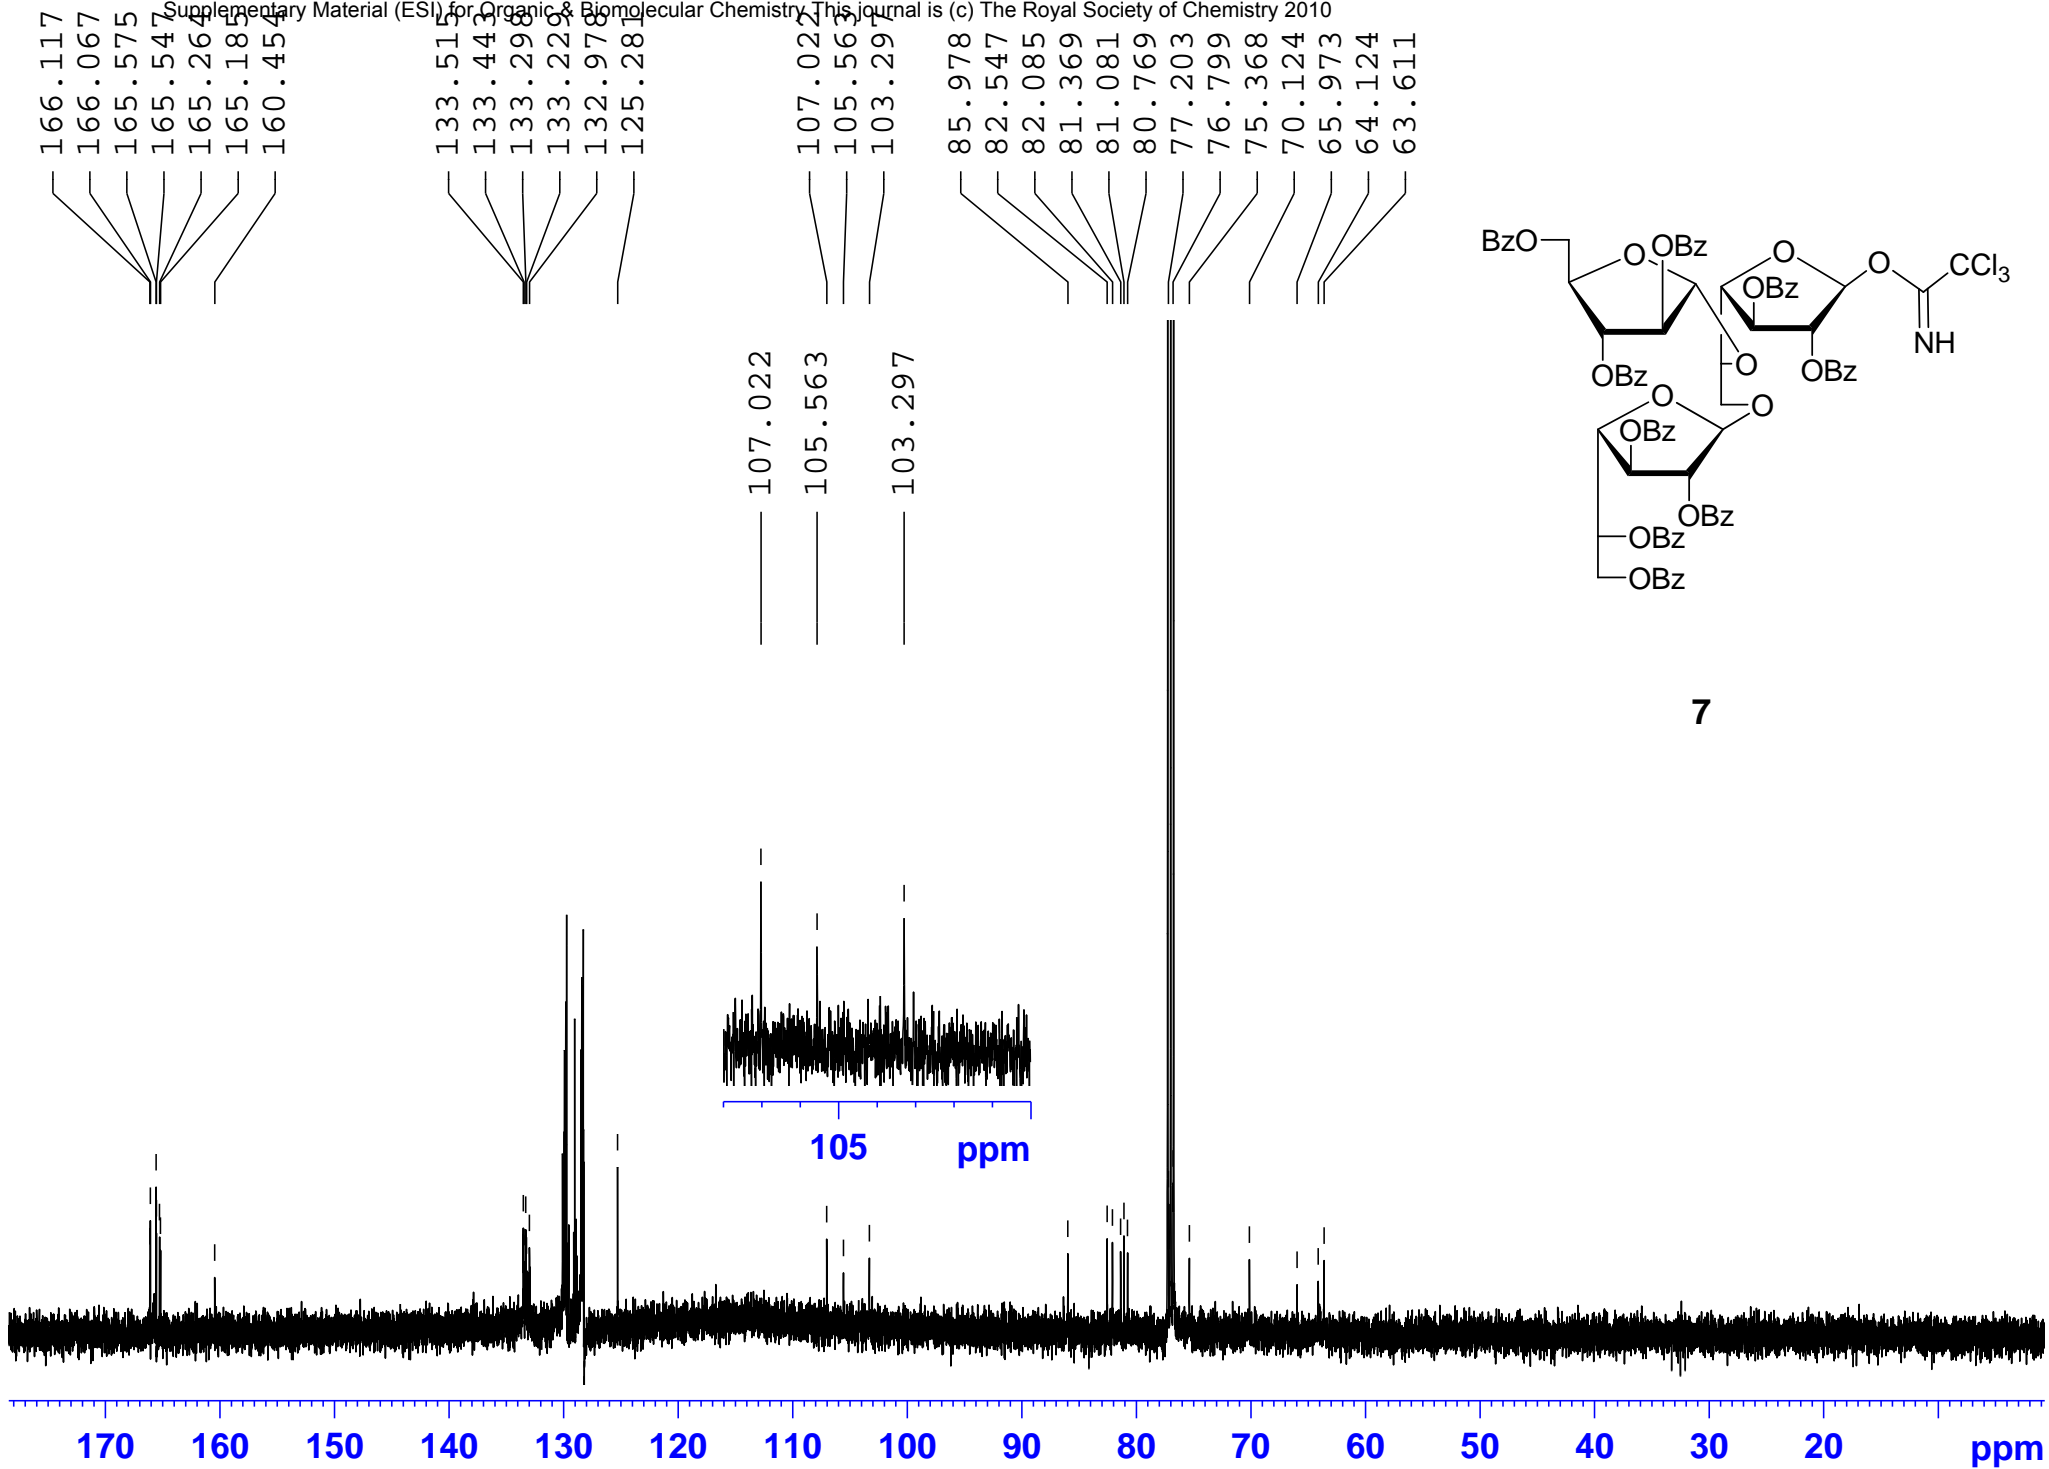 Supplementary Material (ESI) for Organic & Biomolecular Chemistry This journal is (c) The Royal Society of Chemistry 2010
166.117
166.067
165.575
165.547
165.264
165.185
160.454
133.515
133.443
133.298
133.229
132.978
125.281
107.022
105.563
103.297
85.978
82.547
82.085
81.369
81.081
80.769
77.203
76.799
75.368
70.124
65.973
64.124
63.611
107.022
105.563
103.297
BzO
O
OBz
O
O
CCl3
OBz
NH
OBz
O
OBz
O
O
OBz
OBz
OBz
OBz
7
105 ppm
170 160 150 140 130 120 110 100 90 80 70 60 50 40 30 20 ppm